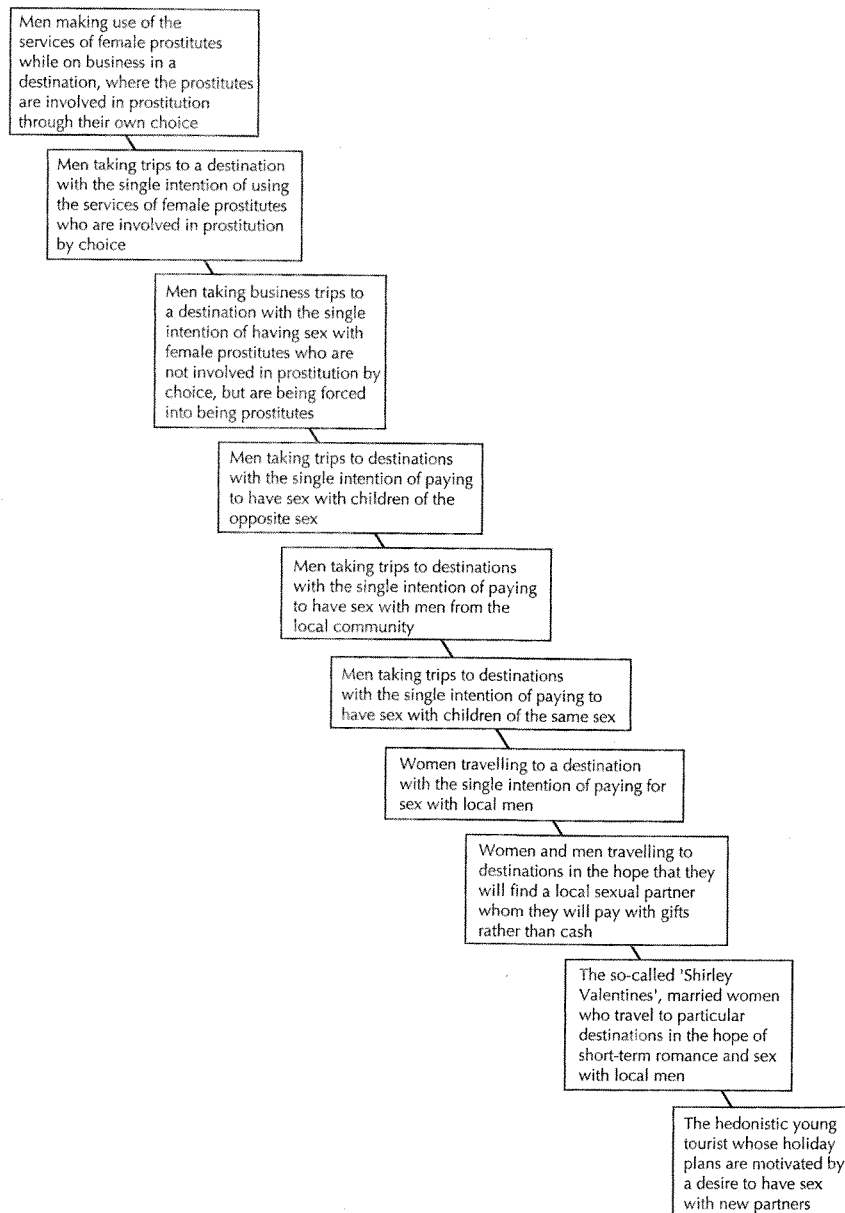 Men making use of the
services of female prostitutes
while on business in a
destination, where the prostitutes
are involved in prostitution
through their own choice
Men taking trips to a destination
with the single intention of using
the services of female prostitutes
who are involved in prostitution
by choice
Men taking business trips to
a destination with the single
intention of having sex with
female prostitutes who are
not involved in prostitution by
choice, but are being forced
into being prostitutes
Men taking trips to destinations
with the single intention of paying
to have sex with children of the
opposite sex
Men taking trips to destinations
with the single intention of paying
to have sex with men from the
local community
Men taking trips to destinations
with the single intention of paying to
have sex with children of the same sex
Women travelling to a destination
with the single intention of paying for
sex with local men
Women and men travelling to
destinations in the hope that they
will find a local sexual partner
whom they will pay with gifts
rather than cash
The so-called 'Shirley
Valentines', married women
who travel to particular
destinations in the hope of
short-term romance and sex
with local men
The hedonistic young
tourist whose holiday
plans are motivated by
a desire to have sex
with new partners